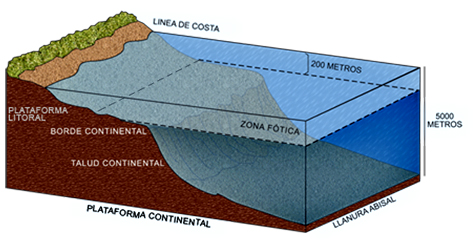 LINEA DE COSTA
200 METROS
PLATAFORMA
LITORAL
5000
METROS
BORDE CONTINENTAL
ZONA FÓTICA
TALUD CONTINENTAL
PLATAFORMA CONTINENTAL
LLANURA ABISAL